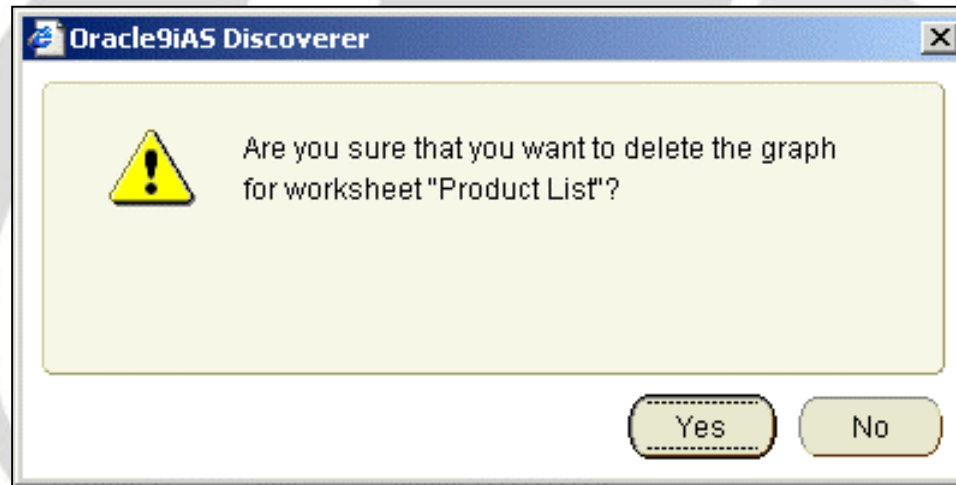 Oracle9iAS Discoverer
Are you sure that you want to delete the graph
for worksheet "Product List"?
Yes No